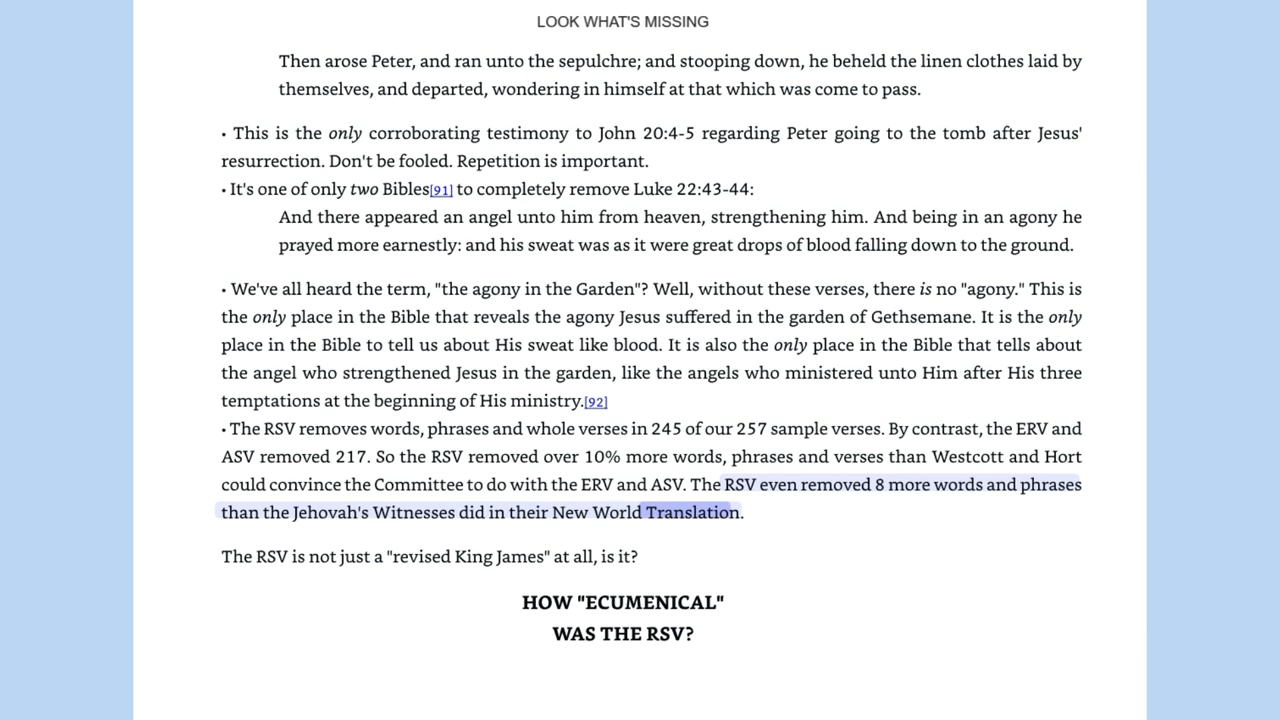 LOOK WHAT'S MISSING
Then arose Peter, and ran unto the sepulchre; and stooping down, he beheld the linen clothes laid by
themselves, and departed, wondering in himself at that which was come to pass.
• This is the only corroborating testimony to John 20:4-5 regarding Peter going to the tomb after Jesus'
resurrection. Don't be fooled. Repetition is important.
• It's one of only two Bibles[91] to completely remove Luke 22:43-44:
And there appeared an angel unto him from heaven, strengthening him. And being in an agony he
prayed more earnestly: and his sweat was as it were great drops of blood falling down to the ground.
• We've all heard the term, "the agony in the Garden"? Well, without these verses, there is no "agony." This is
the only place in the Bible that reveals the agony Jesus suffered in the garden of Gethsemane. It is the only
place in the Bible to tell us about His sweat like blood. It is also the only place in the Bible that tells about
the angel who strengthened Jesus in the garden, like the angels who ministered unto Him after His three
temptations at the beginning of His ministry.[92]
• The RSV removes words, phrases and whole verses in 245 of our 257 sample verses. By contrast, the ERV and
ASV removed 217. So the RSV removed over 10% more words, phrases and verses than Westcott and Hort
could convince the Committee to do with the ERV and ASV. The RSV even removed 8 more words and phrases
than the Jehovah's Witnesses did in their New World Translation.
The RSV is not just a "revised King James" at all, is it?
HOW "ECUMENICAL"
WAS THE RSV?